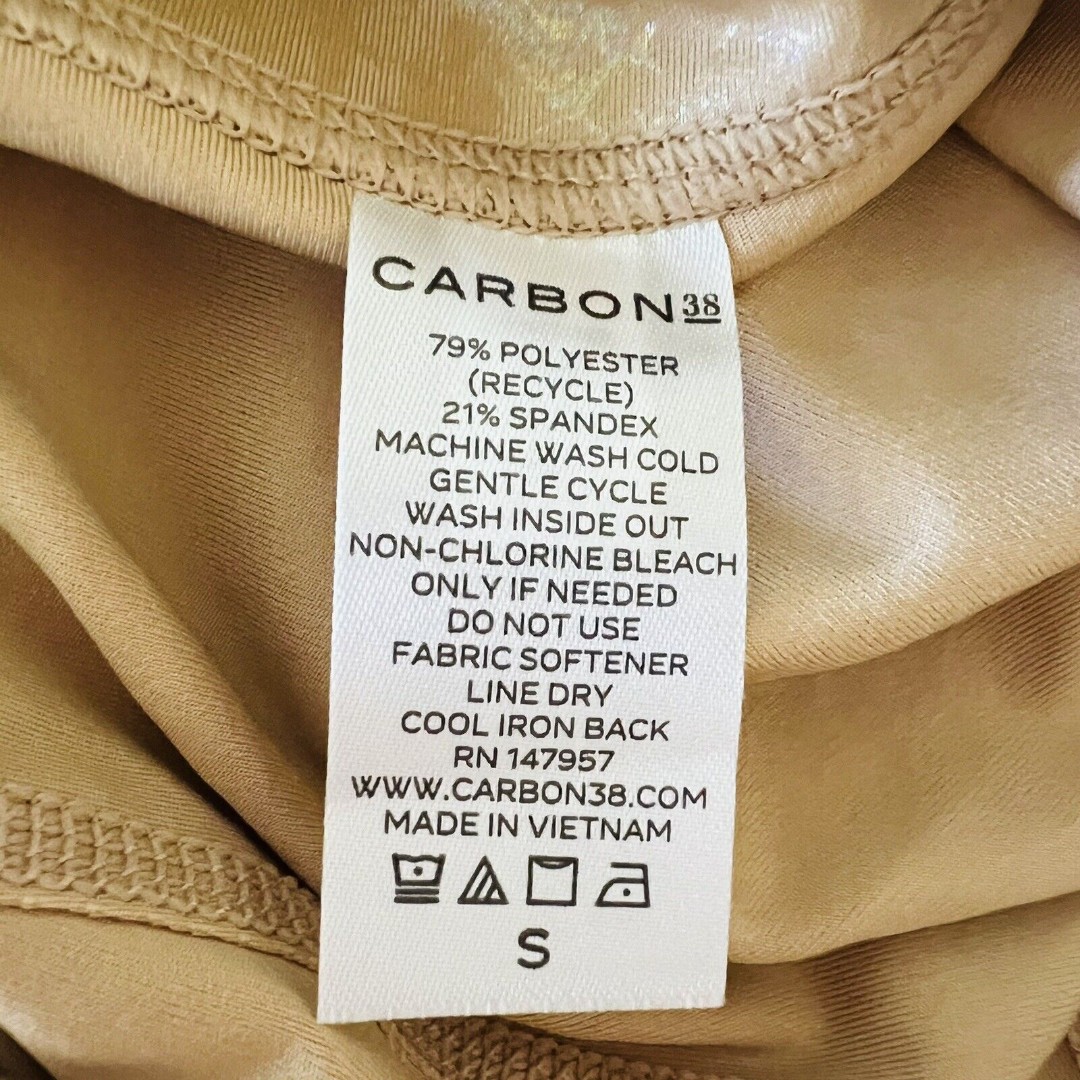 CARBON38
79% POLYESTER
(RECYCLE)
21% SPANDEX
MACHINE WASH COLD
GENTLE CYCLE
WASH INSIDE OUT
NON-CHLORINE BLEACH
ONLY IF NEEDED
DO NOT USE
FABRIC SOFTENER
LINE DRY
COOL IRON BACK
RN 147957
WWW.CARBON38.COM
MADE IN VIETNAM
S